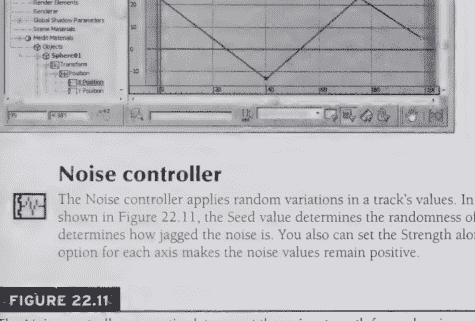 Render Elements
Renderer
Global Shadow Parameters
Scene Materials
Medit Materials
Objects
Sphere01
Transform
Position
X Position
Y Position
20
10
0
-10
Noise controller
The Noise controller applies random variations in a track's values. In
shown in Figure 22.11, the Seed value determines the randomness of
determines how jagged the noise is. You also can set the Strength alo
option for each axis makes the noise values remain positive.
FIGURE 22.11